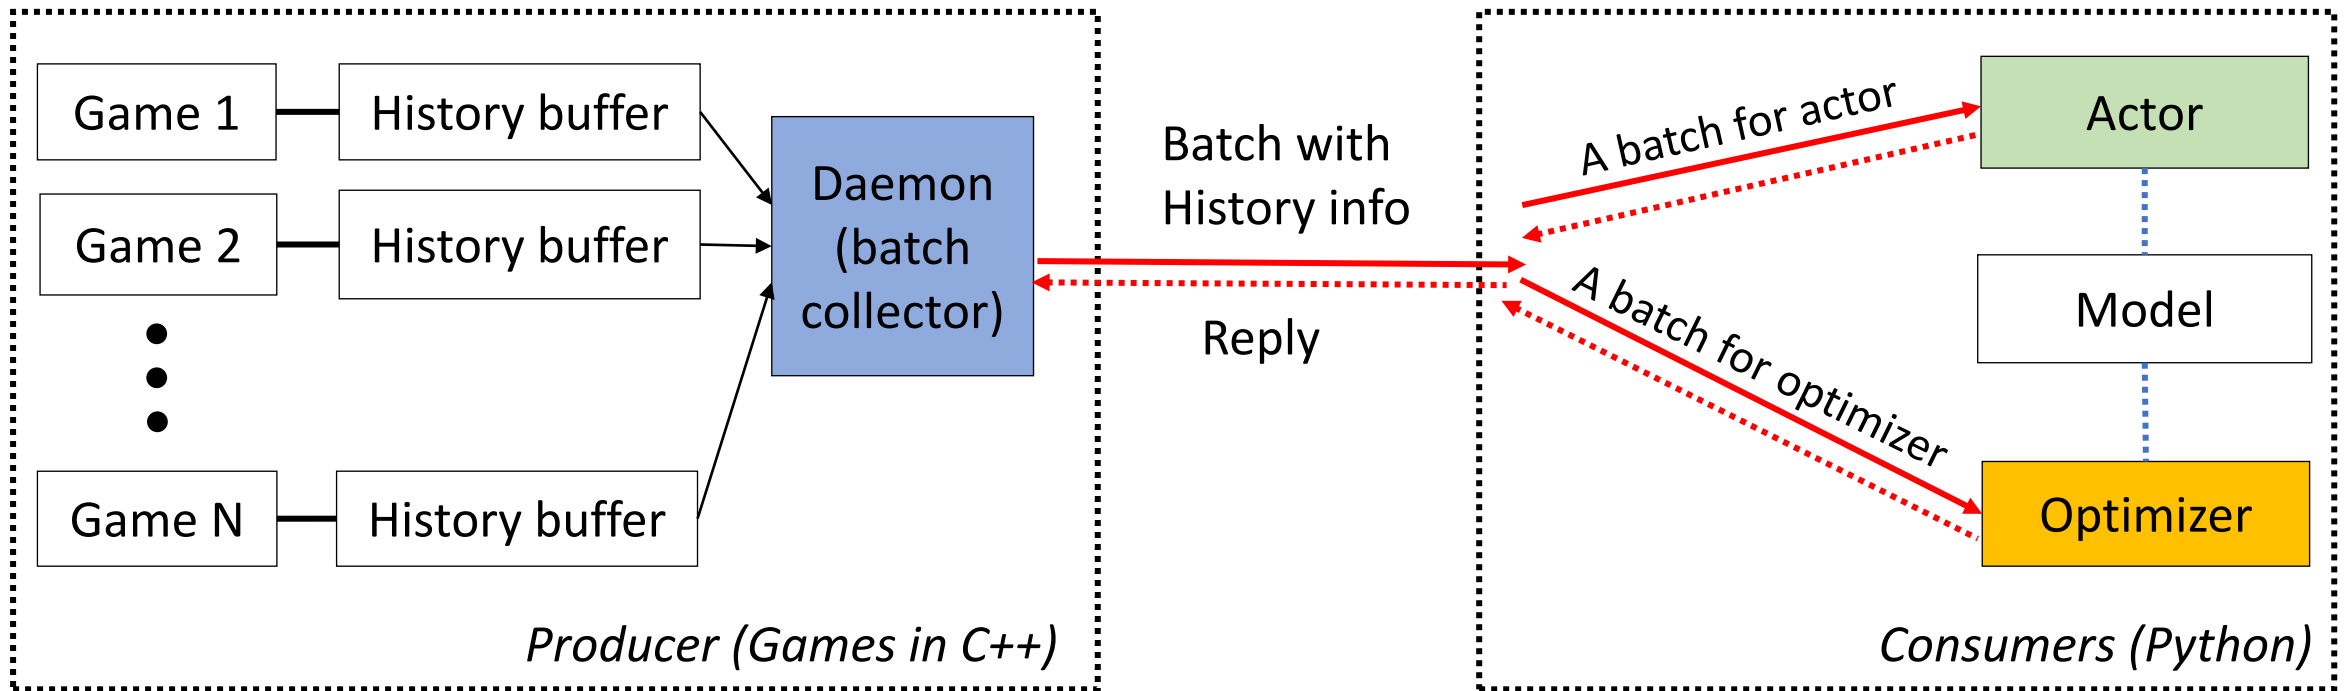 Game 1
History buffer
Game 2
History buffer
Game N
History buffer
Daemon
(batch
collector)
Producer (Games in C++)
Batch with
History info
Reply
A batch for actor
A batch for optimizer
Actor
Model
Optimizer
Consumers (Python)